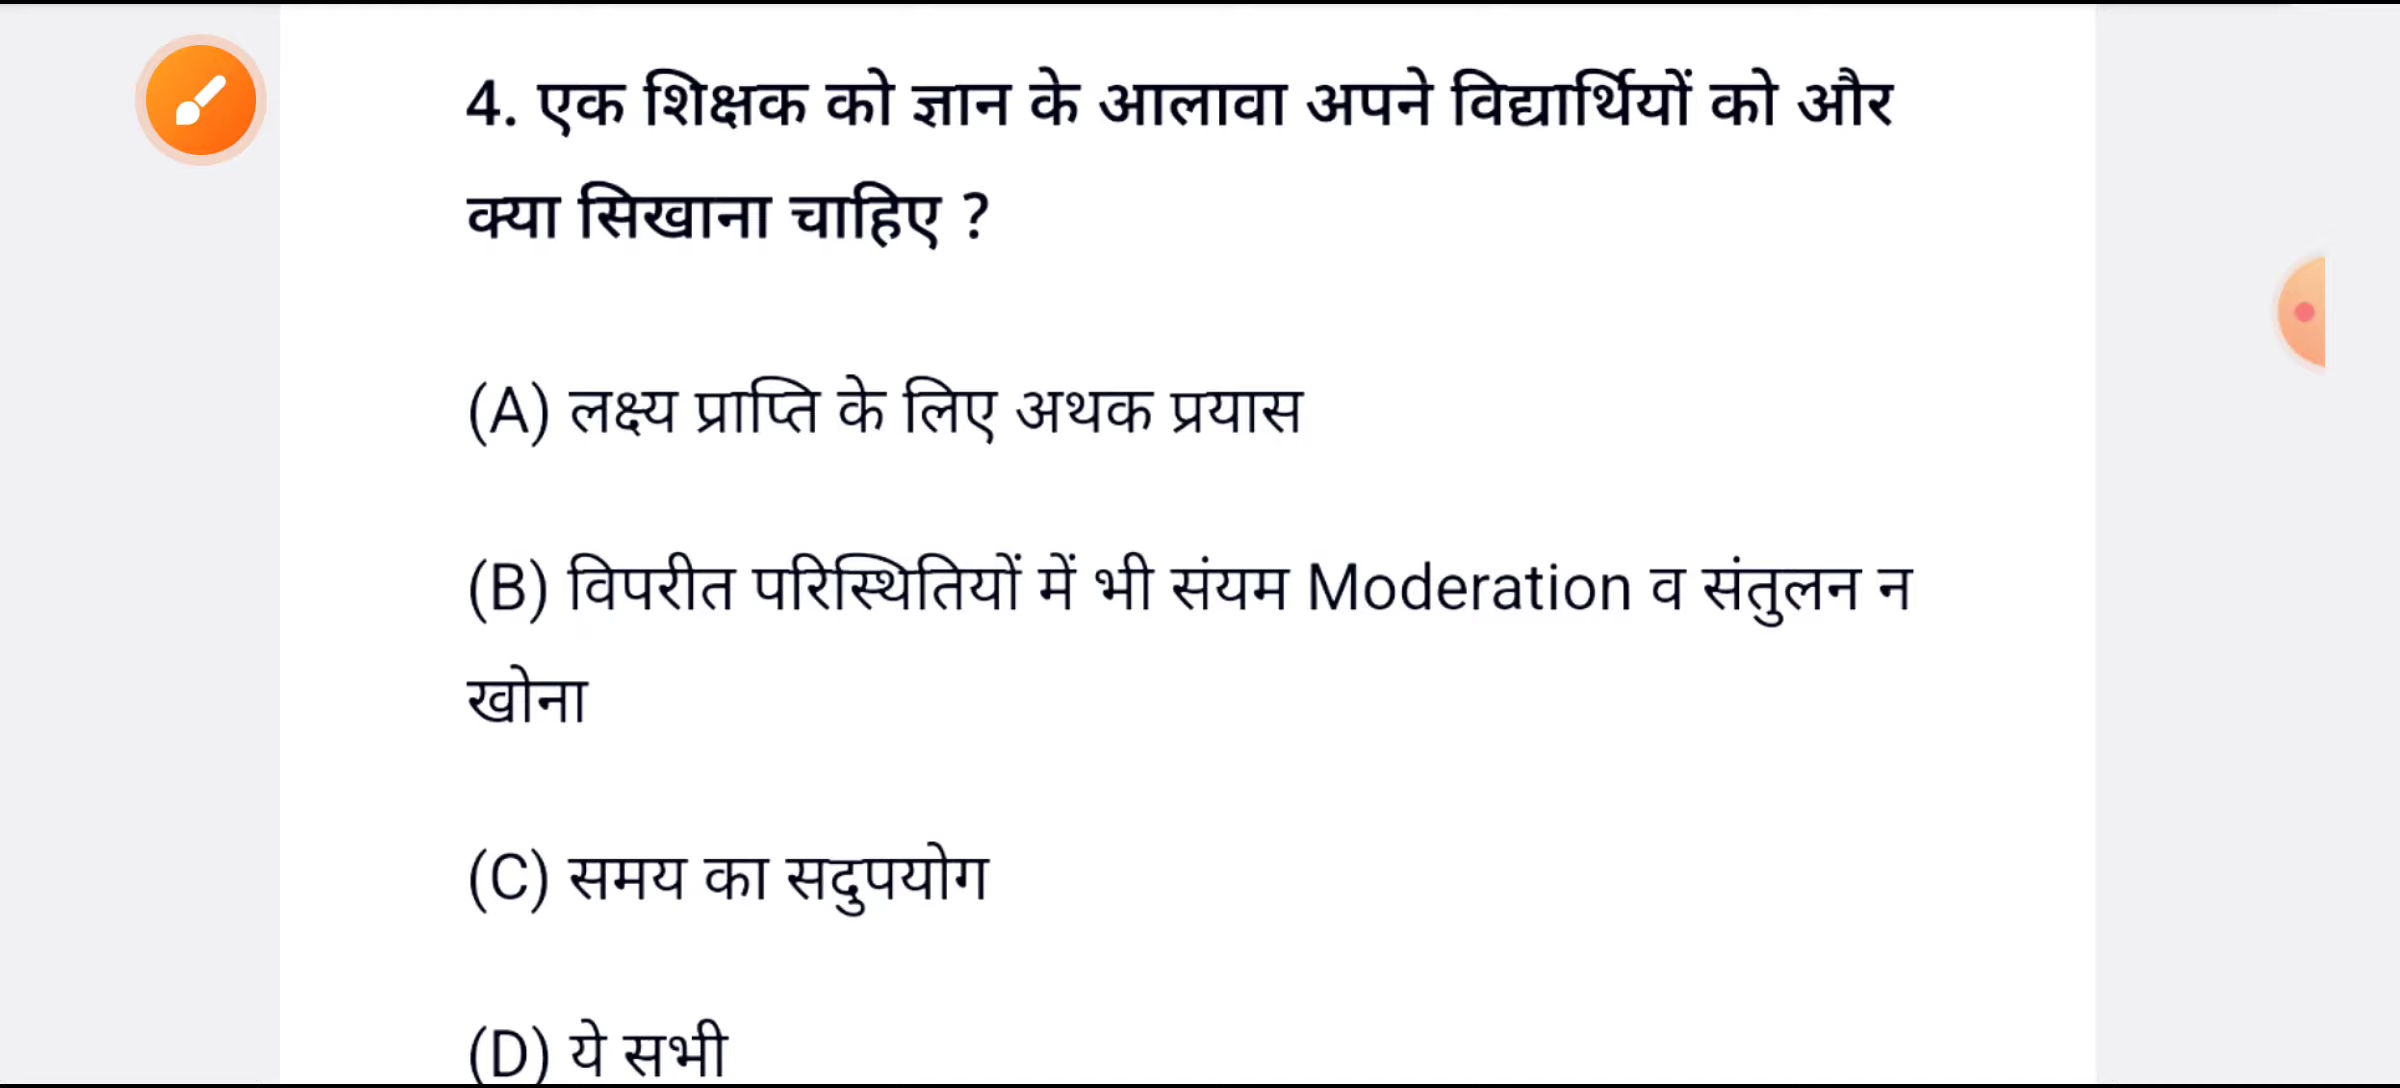 4. एक शिक्षक को ज्ञान के आलावा अपने विद्यार्थियों को और
क्या सिखाना चाहिए ?
(A) लक्ष्य प्राप्ति के लिए अथक प्रयास
(B) विपरीत परिस्थितियों में भी संयम Moderation व संतुलन न
खोना
(C) समय का सदुपयोग
(D) ये सभी